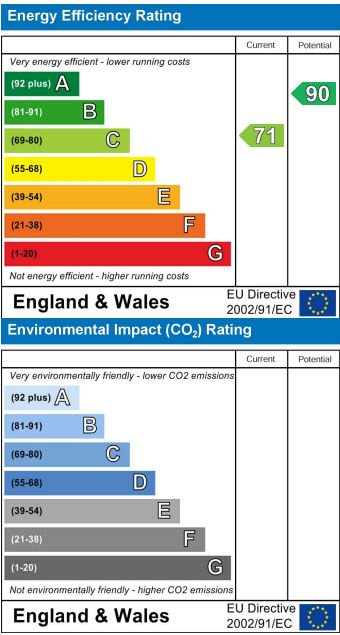 Energy Efficiency Rating
Current Potential
Very energy efficient - lower running costs
(92 plus) A
90
(81-91) B
(69-80) C
71
(55-68) D
(39-54) E
(21-38) F
(1-20) G
Not energy efficient - higher running costs
England & Wales
EU Directive
2002/91/EC
Environmental Impact (CO₂) Rating
Current Potential
Very environmentally friendly - lower CO2 emissions
(92 plus) A
(81-91) B
(69-80) C
(55-68) D
(39-54) E
(21-38) F
(1-20) G
Not environmentally friendly - higher CO2 emissions
England & Wales
EU Directive
2002/91/EC